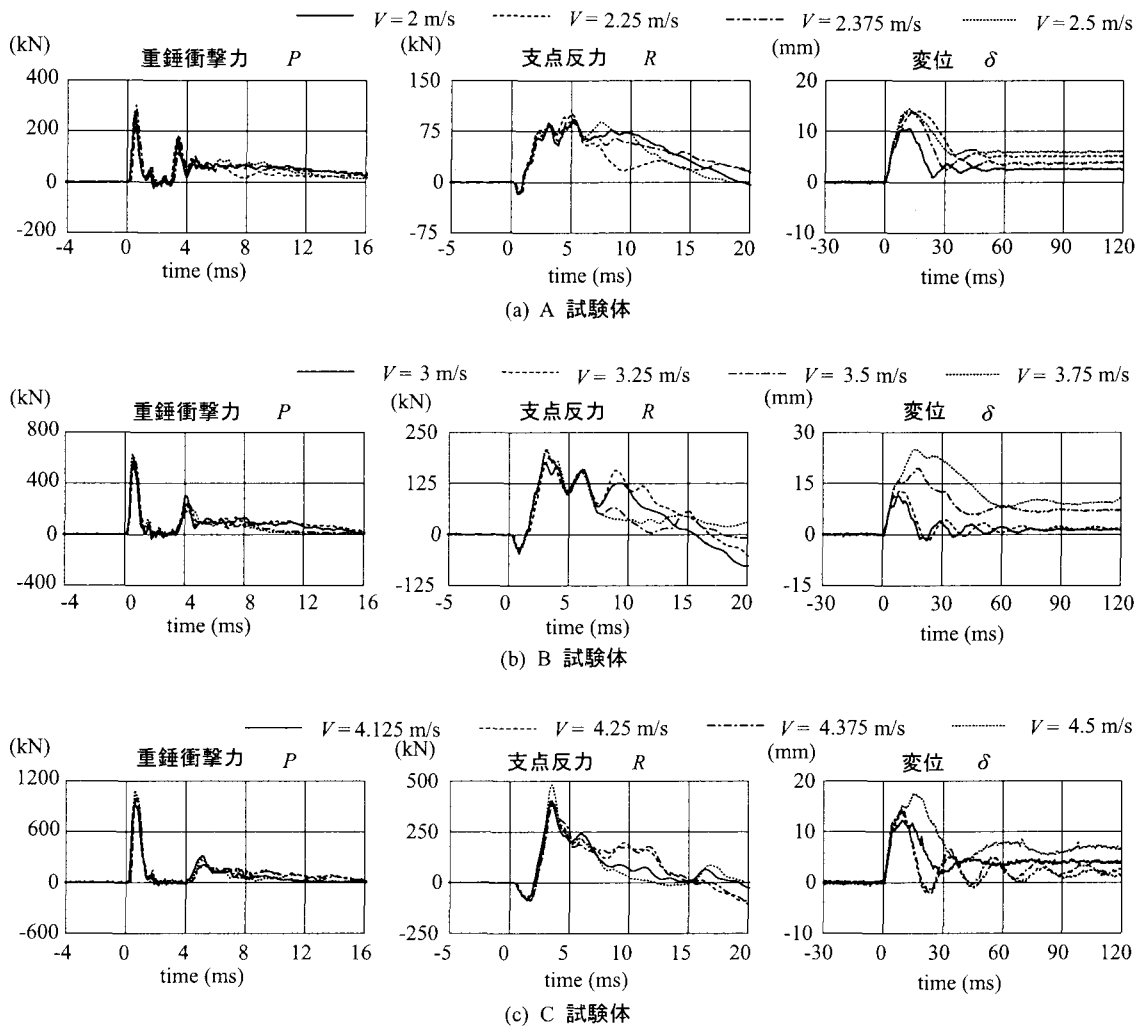 V = 2 m/s V = 2.25 m/s V = 2.375 m/s V = 2.5 m/s
(kN) 重錘衝撃力 P
400
200
0
-200
-4 0 4 8 12 16
time (ms)
(kN) 支点反力 R
150
75
0
-75
-5 0 5 10 15 20
time (ms)
(mm) 変位 δ
20
10
0
-10
-30 0 30 60 90 120
time (ms)
(a) A 試験体
V = 3 m/s V = 3.25 m/s V = 3.5 m/s V = 3.75 m/s
(kN) 重錘衝撃力 P
800
400
0
-400
-4 0 4 8 12 16
time (ms)
(kN) 支点反力 R
250
125
0
-125
-5 0 5 10 15 20
time (ms)
(mm) 変位 δ
30
15
0
-15
-30 0 30 60 90 120
time (ms)
(b) B 試験体
V = 4.125 m/s V = 4.25 m/s V = 4.375 m/s V = 4.5 m/s
(kN) 重錘衝撃力 P
1200
600
0
-600
-4 0 4 8 12 16
time (ms)
(kN) 支点反力 R
500
250
0
-250
-5 0 5 10 15 20
time (ms)
(mm) 変位 δ
20
10
0
-10
-30 0 30 60 90 120
time (ms)
(c) C 試験体